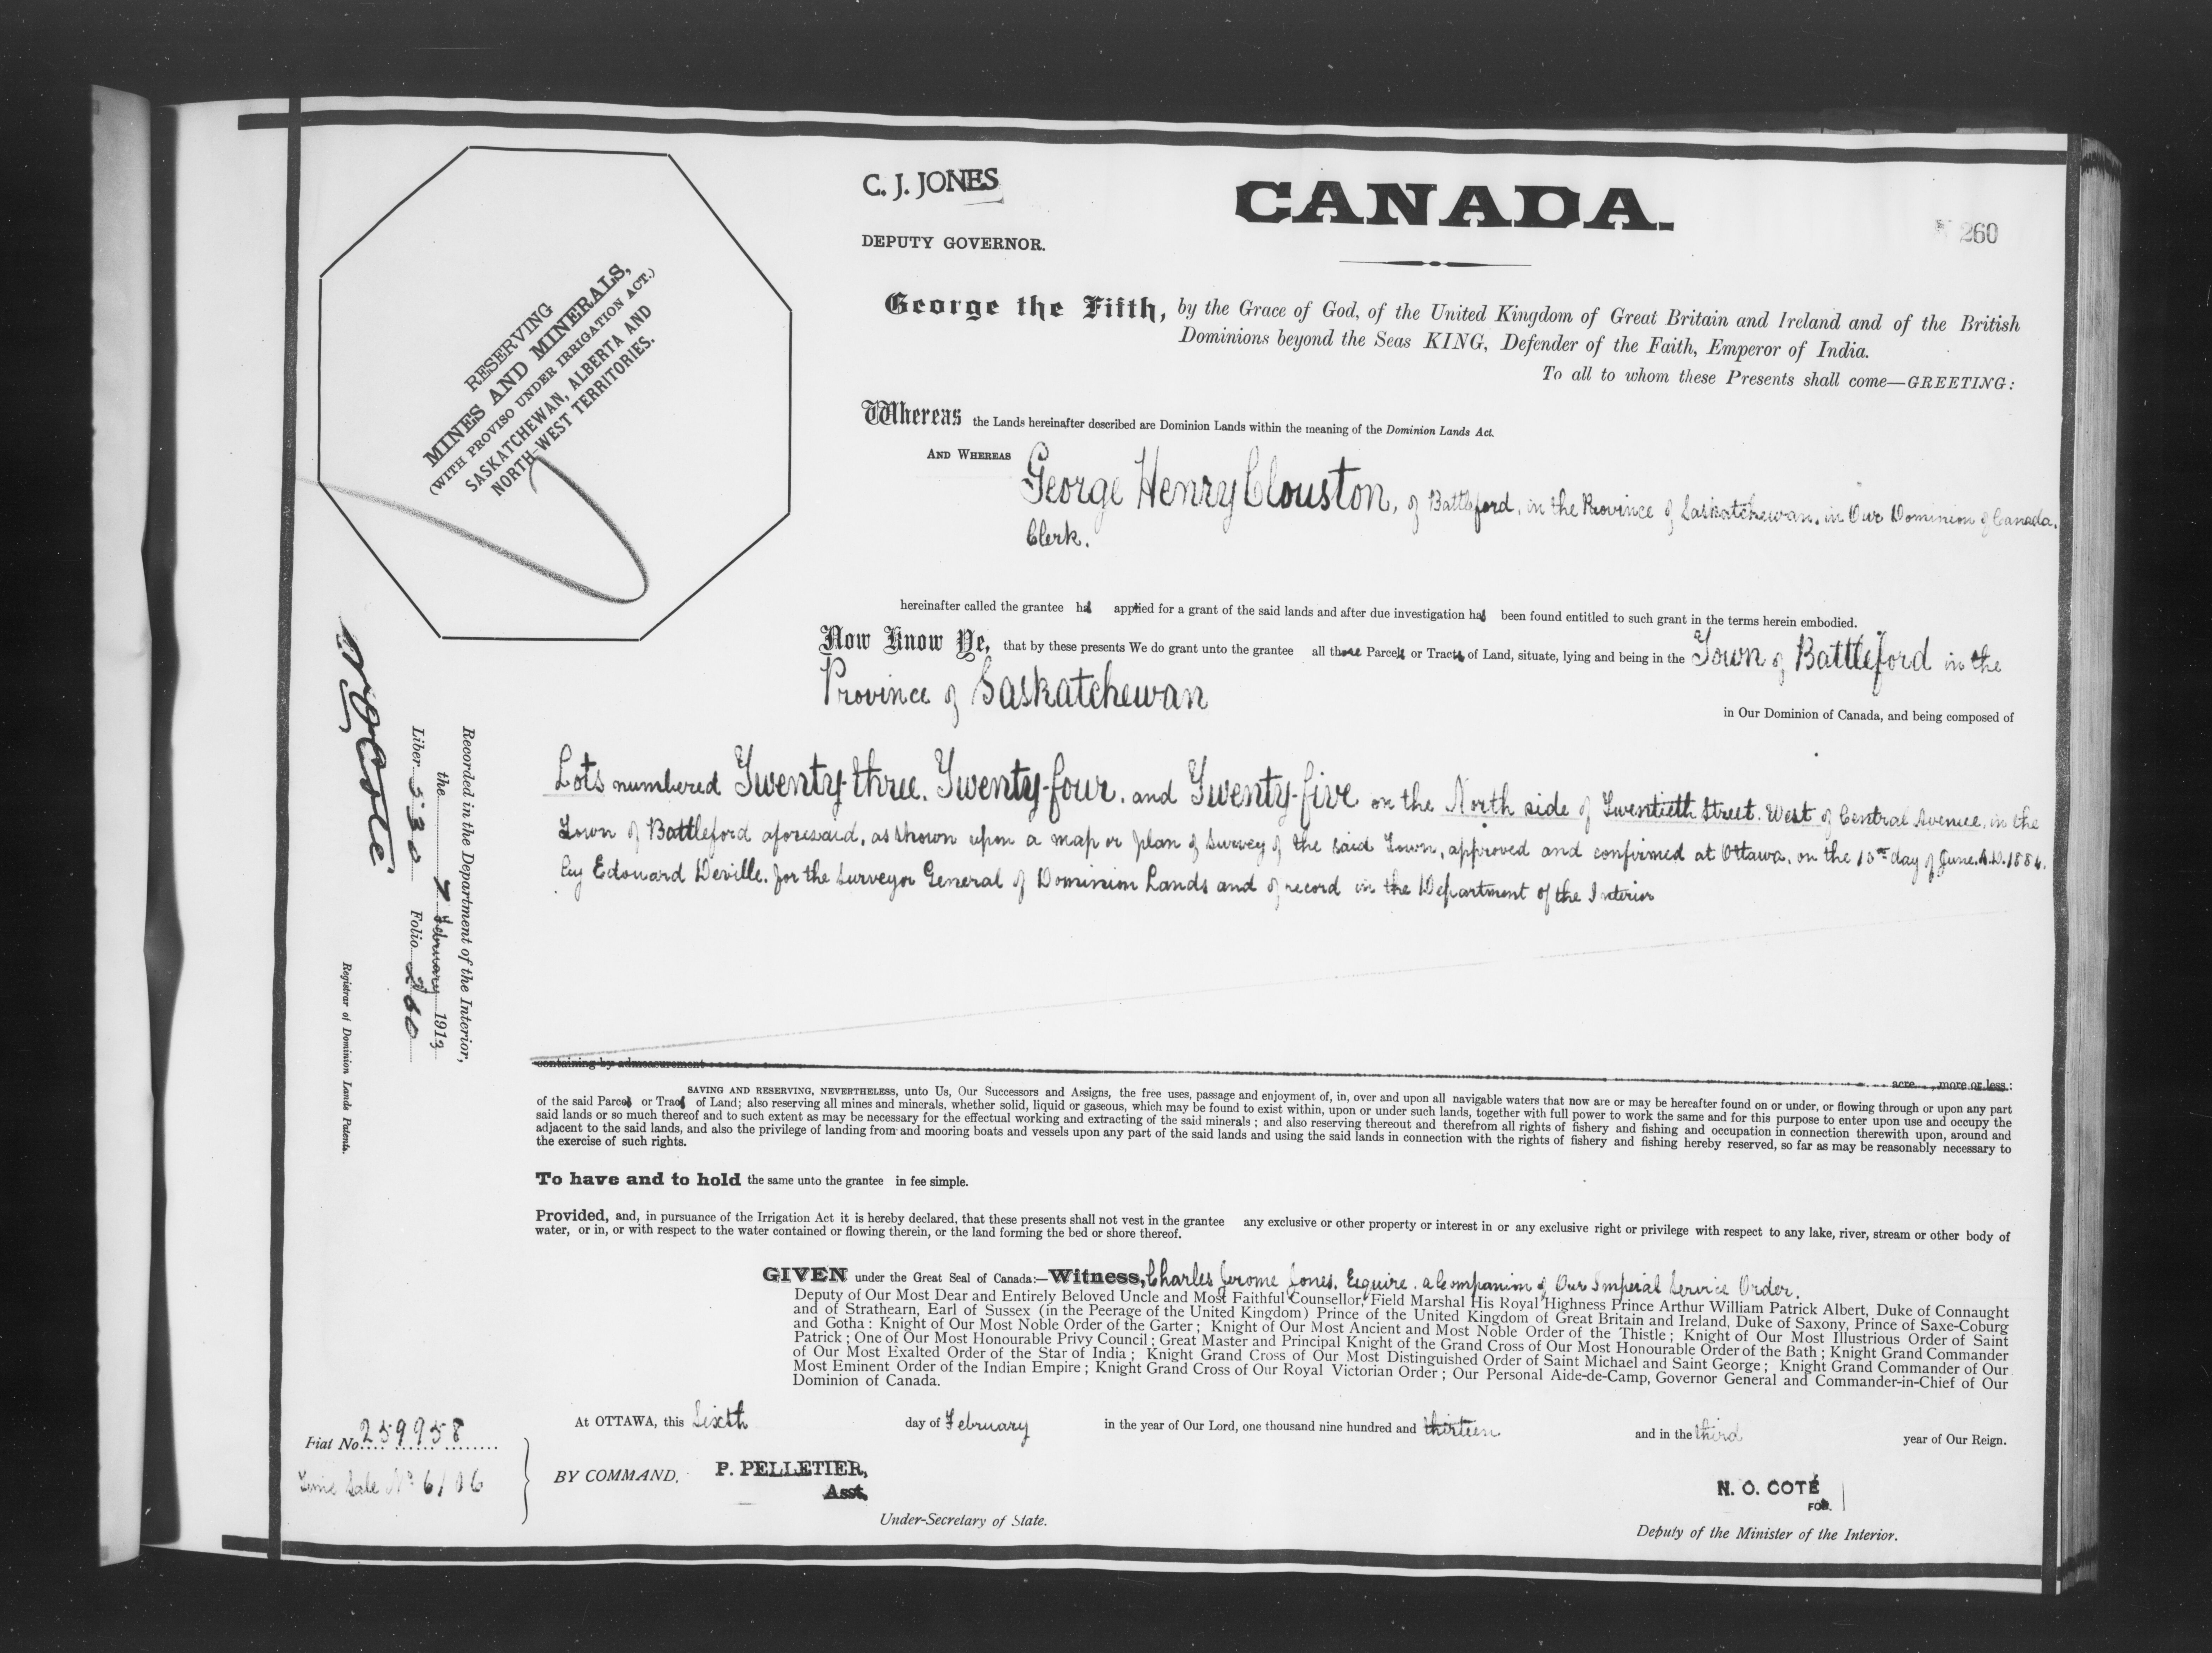 C. J. JONES
DEPUTY GOVERNOR.
CANADA.
260
RESERVING
MINES AND MINERALS,
(WITH PROVISO UNDER IRRIGATION ACT.)
SASKATCHEWAN, ALBERTA AND
NORTH-WEST TERRITORIES.
George the Fifth, by the Grace of God, of the United Kingdom of Great Britain and Ireland and of the British
Dominions beyond the Seas KING, Defender of the Faith, Emperor of India.
To all to whom these Presents shall come—GREETING:
Whereas the Lands hereinafter described are Dominion Lands within the meaning of the Dominion Lands Act.
AND WHEREAS George Henry Clouston, of Battleford, in the Province of Saskatchewan, in Our Dominion of Canada,
Clerk.
hereinafter called the grantee has applied for a grant of the said lands and after due investigation has been found entitled to such grant in the terms herein embodied.
Now Know Ye, that by these presents We do grant unto the grantee all those Parcels or Tracts of Land, situate, lying and being in the Town of Battleford in the
Province of Saskatchewan
in Our Dominion of Canada, and being composed of
Lots numbered Twenty-three, Twenty-four, and Twenty-five on the North side of Twentieth Street, West of Central Avenue, in the
Town of Battleford aforesaid, as shown upon a map or plan of survey of the said Town, approved and confirmed at Ottawa, on the day of June, A.D. 1886,
by Edouard Deville, for the Surveyor General of Dominion Lands and of record in the Department of the Interior
containing by admeasurement acre more or less:
SAVING AND RESERVING, NEVERTHELESS, unto Us, Our Successors and Assigns, the free uses, passage and enjoyment of, in, over and upon all navigable waters that now are or may be hereafter found on or under, or flowing through or upon any part
of the said Parcel or Tract of Land; also reserving all mines and minerals, whether solid, liquid or gaseous, which may be found to exist within, upon or under such lands, together with full power to work the same and for this purpose to enter upon use and occupy the
said lands or so much thereof and to such extent as may be necessary for the effectual working and extracting of the said minerals; and also reserving thereout and therefrom all rights of fishery and fishing and occupation in connection therewith upon, around and
adjacent to the said lands, and also the privilege of landing from and mooring boats and vessels upon any part of the said lands and using the said lands in connection with the rights of fishery and fishing hereby reserved, so far as may be reasonably necessary to
the exercise of such rights.
To have and to hold the same unto the grantee in fee simple.
Provided, and, in pursuance of the Irrigation Act it is hereby declared, that these presents shall not vest in the grantee any exclusive or other property or interest in or any exclusive right or privilege with respect to any lake, river, stream or other body of
water, or in, or with respect to the water contained or flowing therein, or the land forming the bed or shore thereof.
GIVEN under the Great Seal of Canada:—Witness, Charles Jerome Jones, Esquire, a Companion of Our Imperial Service Order,
Deputy of Our Most Dear and Entirely Beloved Uncle and Most Faithful Counsellor, Field Marshal His Royal Highness Prince Arthur William Patrick Albert, Duke of Connaught
and of Strathearn, Earl of Sussex (in the Peerage of the United Kingdom) Prince of the United Kingdom of Great Britain and Ireland, Duke of Saxony, Prince of Saxe-Coburg
and Gotha: Knight of Our Most Noble Order of the Garter; Knight of Our Most Ancient and Most Noble Order of the Thistle; Knight of Our Most Illustrious Order of Saint
Patrick; One of Our Most Honourable Privy Council; Great Master and Principal Knight of the Grand Cross of Our Most Honourable Order of the Bath; Knight Grand Commander
of Our Most Exalted Order of the Star of India; Knight Grand Cross of Our Most Distinguished Order of Saint Michael and Saint George; Knight Grand Commander of Our
Most Eminent Order of the Indian Empire; Knight Grand Cross of Our Royal Victorian Order; Our Personal Aide-de-Camp, Governor General and Commander-in-Chief of Our
Dominion of Canada.
At OTTAWA, this Sixth day of February in the year of Our Lord, one thousand nine hundred and thirteen and in the third year of Our Reign.
BY COMMAND, P. PELLETIER,
Asst.
Under-Secretary of State.
N. O. COTÉ
FOR.
Deputy of the Minister of the Interior.
Fiat No. 259958
Sale No 6106
Recorded in the Department of the Interior,
the 7 February 1913
Liber 530 Folio 260
N O Coté
Registrar of Dominion Lands Patents.